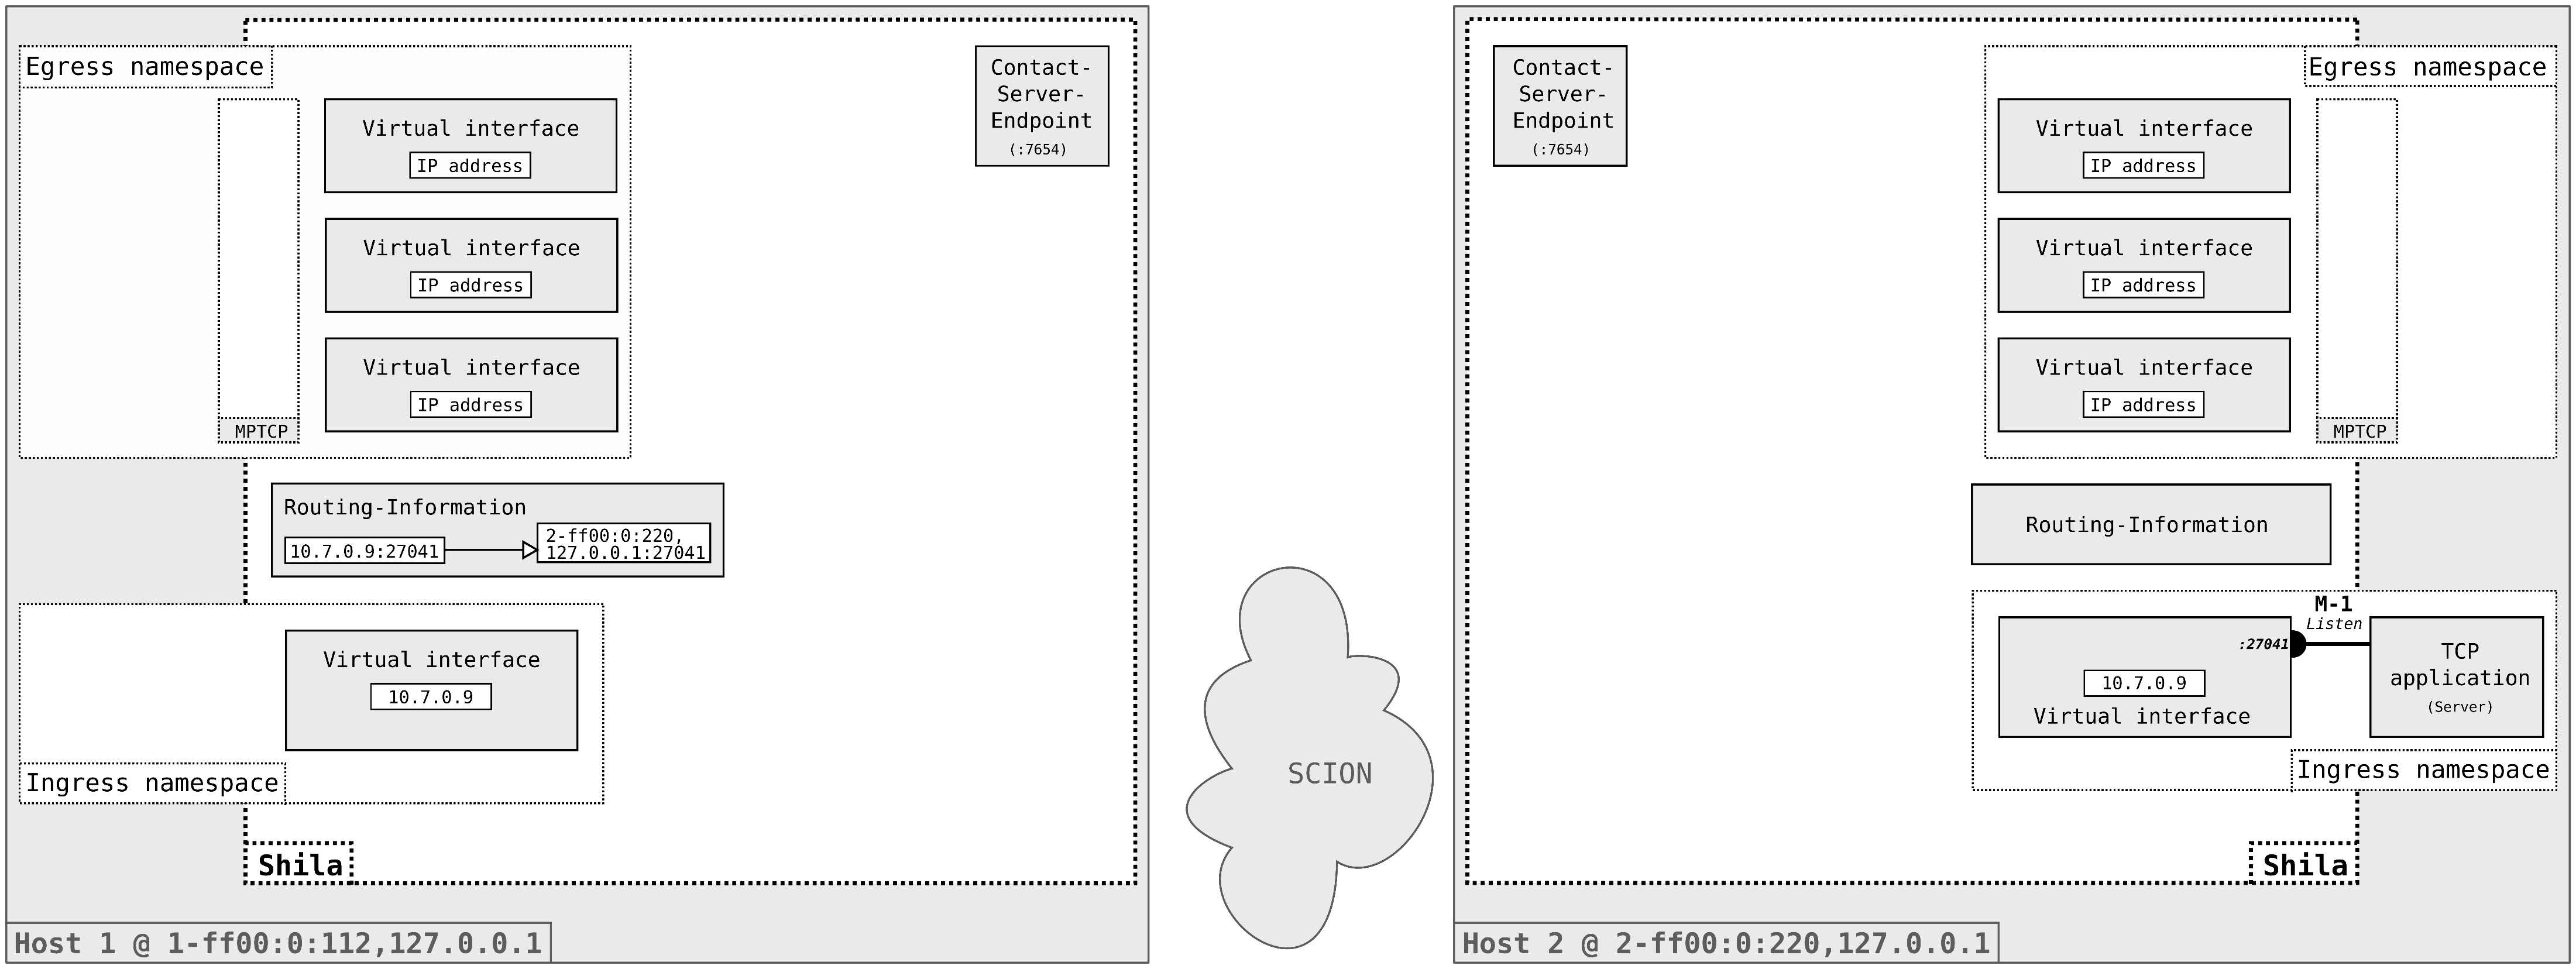 Egress namespace
Virtual interface
IP address
Virtual interface
IP address
Virtual interface
IP address
MPTCP
Contact-
Server-
Endpoint
(:7654)
Routing-Information
10.7.0.9:27041
2-ff00:0:220,
127.0.0.1:27041
Virtual interface
10.7.0.9
Ingress namespace
Shila
Host 1 @ 1-ff00:0:112,127.0.0.1
SCION
Contact-
Server-
Endpoint
(:7654)
Egress namespace
Virtual interface
IP address
Virtual interface
IP address
Virtual interface
IP address
MPTCP
Routing-Information
M-1
Listen
:27041
10.7.0.9
Virtual interface
TCP
application
(Server)
Ingress namespace
Shila
Host 2 @ 2-ff00:0:220,127.0.0.1